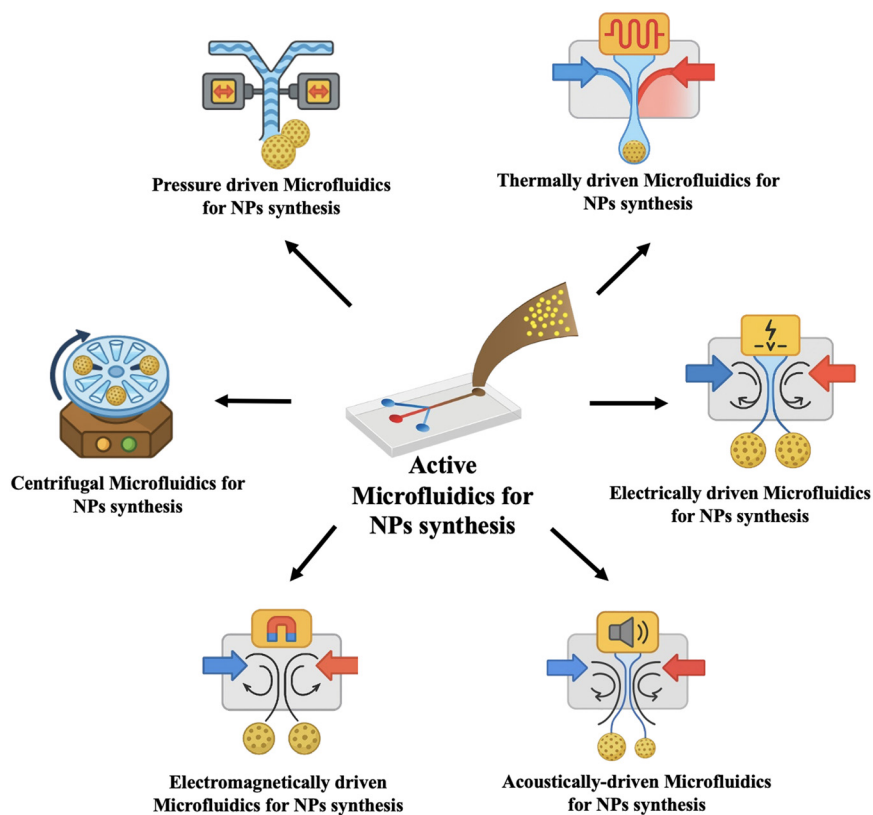 Pressure driven Microfluidics
for NPs synthesis
Thermally driven Microfluidics for
NPs synthesis
Centrifugal Microfluidics for
NPs synthesis
Active
Microfluidics for
NPs synthesis
Electrically driven Microfluidics
for NPs synthesis
Electromagnetically driven
Microfluidics for NPs synthesis
Acoustically-driven Microfluidics
for NPs synthesis